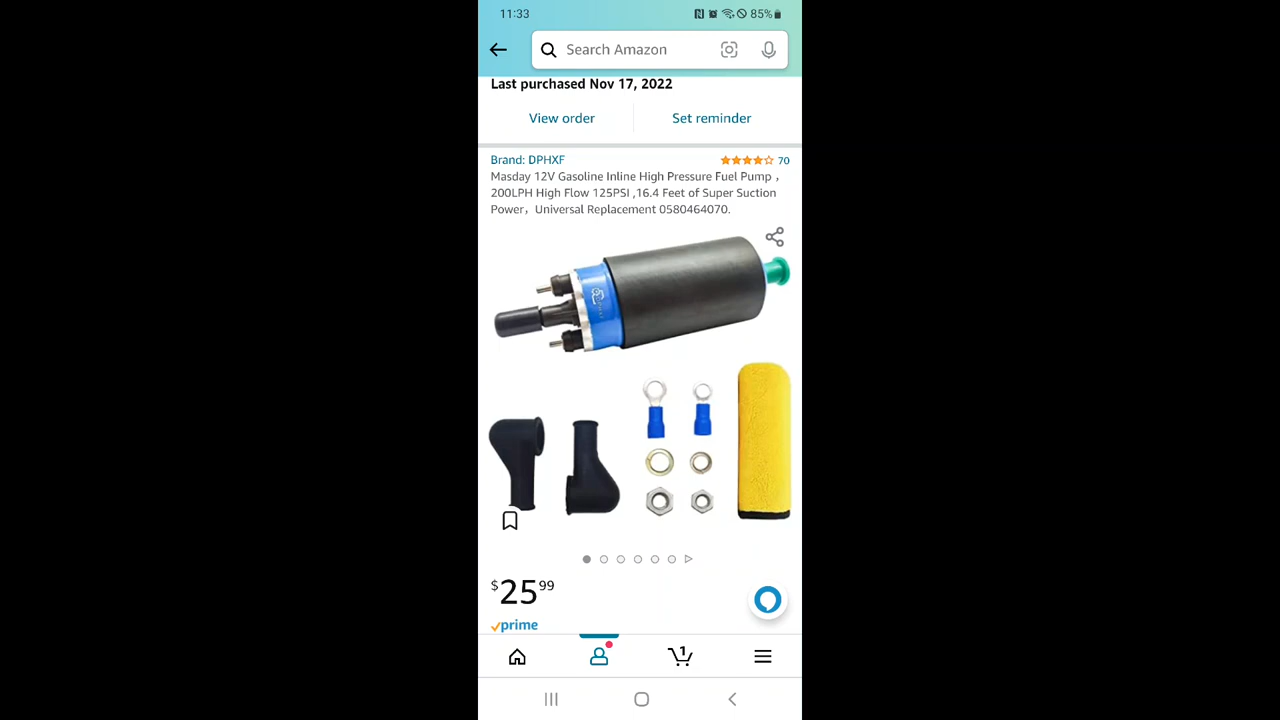 11:33
85%
Search Amazon
Last purchased Nov 17, 2022
View order
Set reminder
Brand: DPHXF
70
Masday 12V Gasoline Inline High Pressure Fuel Pump ,
200LPH High Flow 125PSI ,16.4 Feet of Super Suction
Power，Universal Replacement 0580464070.
$25 99
prime
1